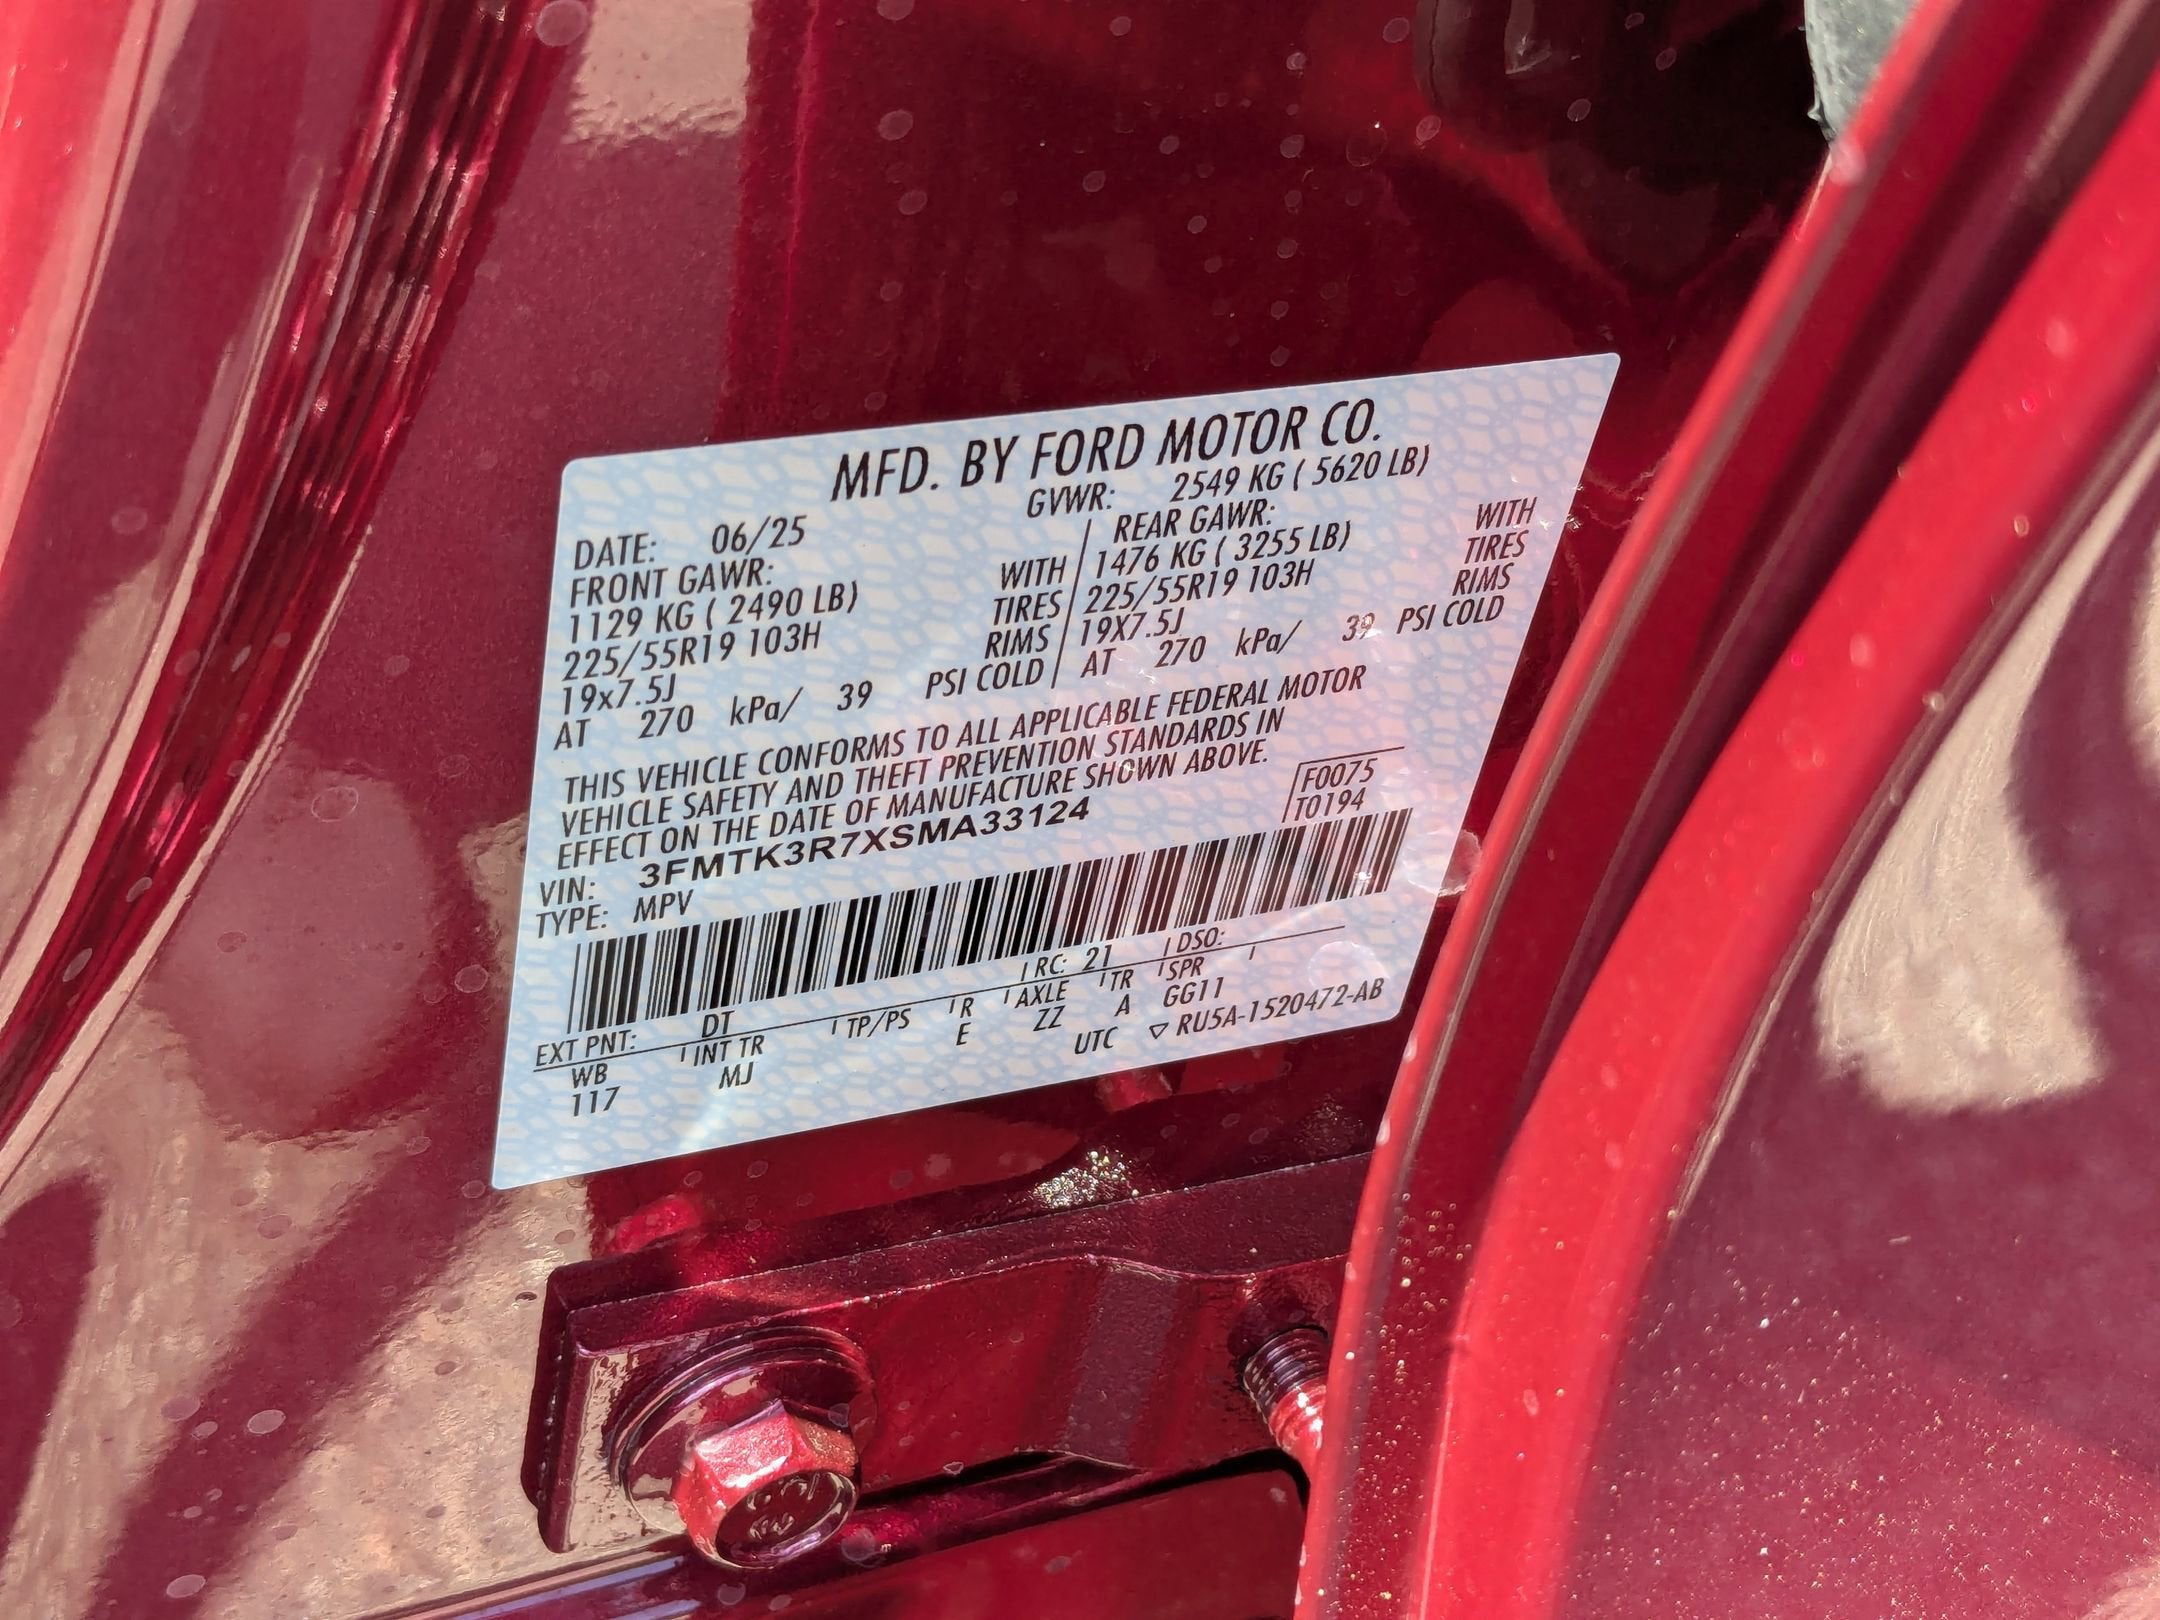 MFD. BY FORD MOTOR CO.
DATE: 06/25 GVWR: 2549 KG ( 5620 LB)
FRONT GAWR: REAR GAWR:
1129 KG ( 2490 LB) WITH 1476 KG ( 3255 LB) WITH
225/55R19 103H TIRES 225/55R19 103H TIRES
19x7.5J RIMS 19X7.5J RIMS
AT 270 kPa/ 39 PSI COLD AT 270 kPa/ 39 PSI COLD
THIS VEHICLE CONFORMS TO ALL APPLICABLE FEDERAL MOTOR
VEHICLE SAFETY AND THEFT PREVENTION STANDARDS IN
EFFECT ON THE DATE OF MANUFACTURE SHOWN ABOVE.
VIN: 3FMTK3R7XSMA33124 F0075
TYPE: MPV T0194
EXT PNT: DT RC: 21 DSO:
WB INT TR TP/PS R AXLE TR SPR
117 MJ E ZZ A GG11
UTC ▽ RU5A-1520472-AB